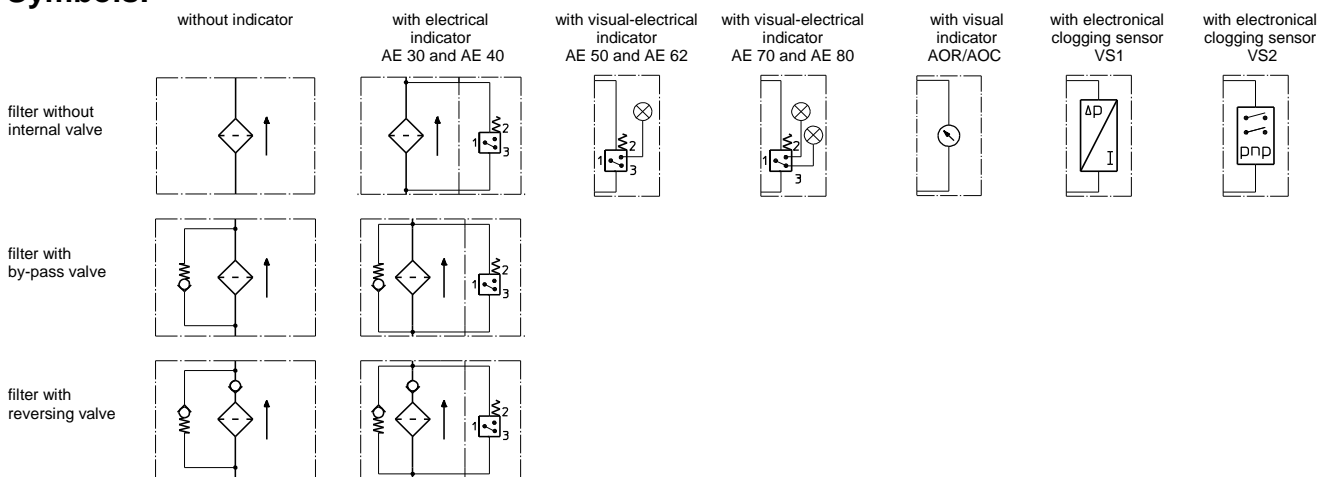 Symbols:
without indicator
with electrical
indicator
AE 30 and AE 40
with visual-electrical
indicator
AE 50 and AE 62
with visual-electrical
indicator
AE 70 and AE 80
with visual
indicator
AOR/AOC
with electronical
clogging sensor
VS1
with electronical
clogging sensor
VS2
filter without
internal valve
1 2 3
1 2 3
1 2 3
Δp
I
pnp
filter with
by-pass valve
1 2 3
filter with
reversing valve
1 2 3